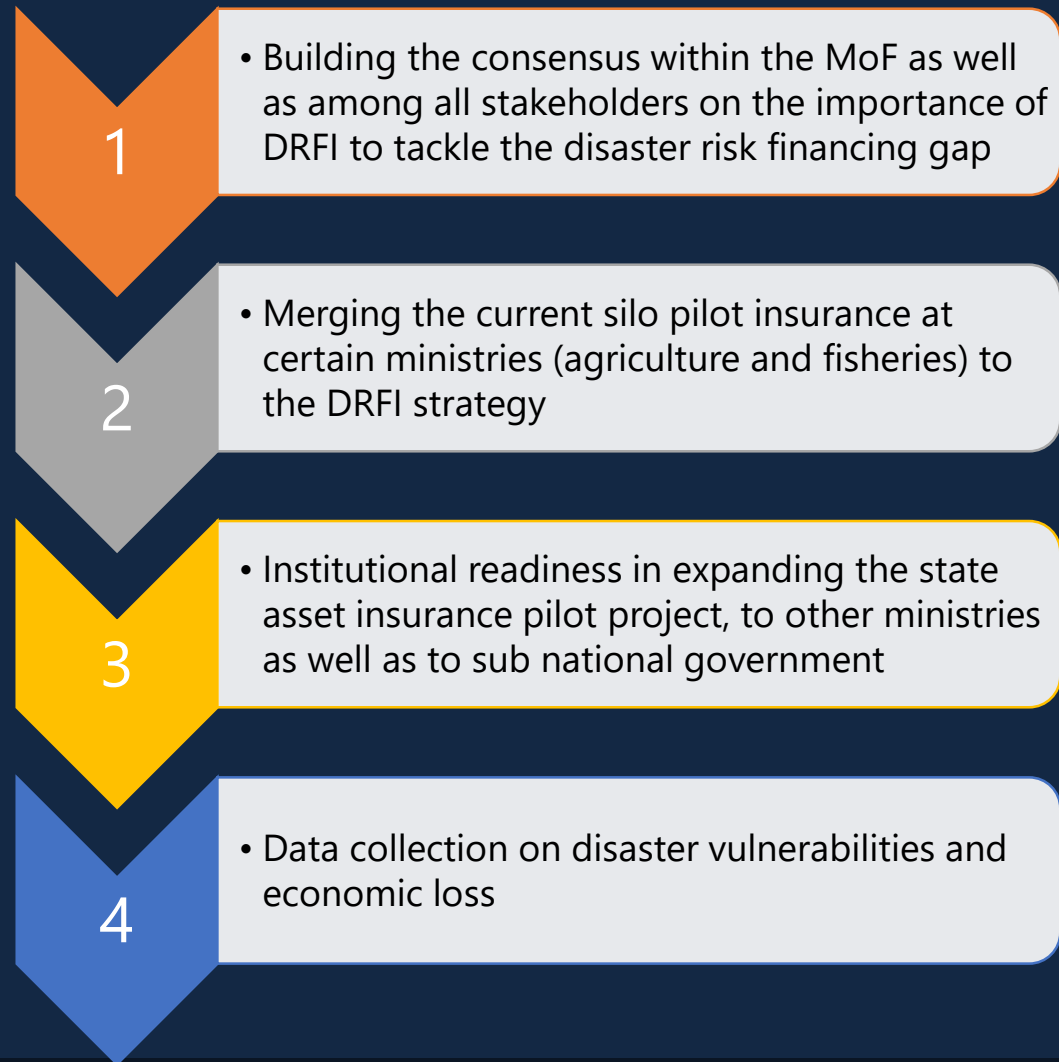 1
• Building the consensus within the MoF as well
as among all stakeholders on the importance of
DRFI to tackle the disaster risk financing gap
2
• Merging the current silo pilot insurance at
certain ministries (agriculture and fisheries) to
the DRFI strategy
3
• Institutional readiness in expanding the state
asset insurance pilot project, to other ministries
as well as to sub national government
4
• Data collection on disaster vulnerabilities and
economic loss